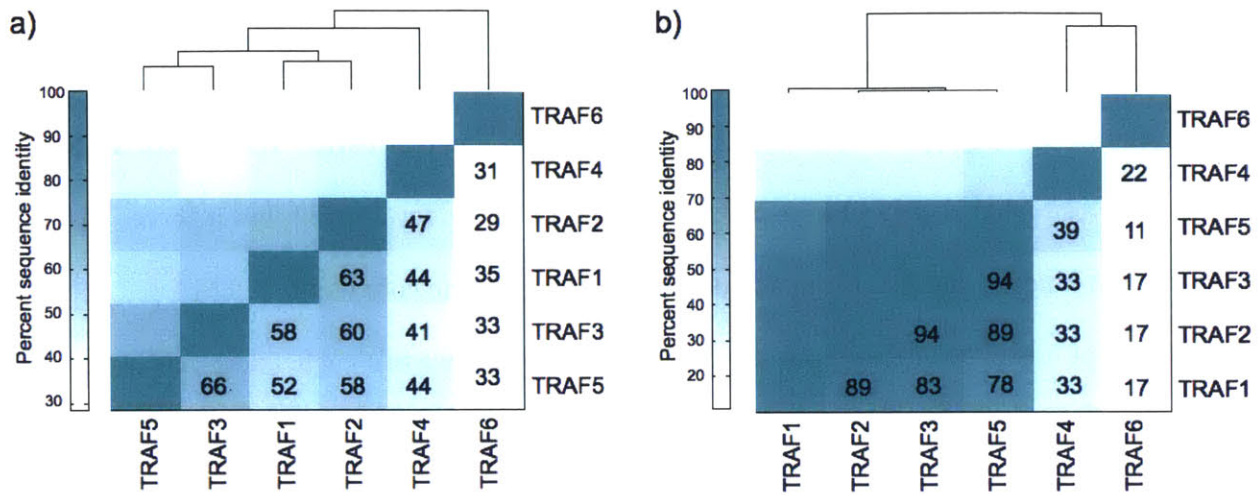 a)
Percent sequence identity
100
90
80
70
60
50
40
30
TRAF6
31 TRAF4
47 29 TRAF2
63 44 35 TRAF1
58 60 41 33 TRAF3
66 52 58 44 33 TRAF5
TRAF5 TRAF3 TRAF1 TRAF2 TRAF4 TRAF6
b)
Percent sequence identity
100
90
80
70
60
50
40
30
20
TRAF6
22 TRAF4
39 11 TRAF5
94 33 17 TRAF3
94 89 33 17 TRAF2
89 83 78 33 17 TRAF1
TRAF1 TRAF2 TRAF3 TRAF5 TRAF4 TRAF6